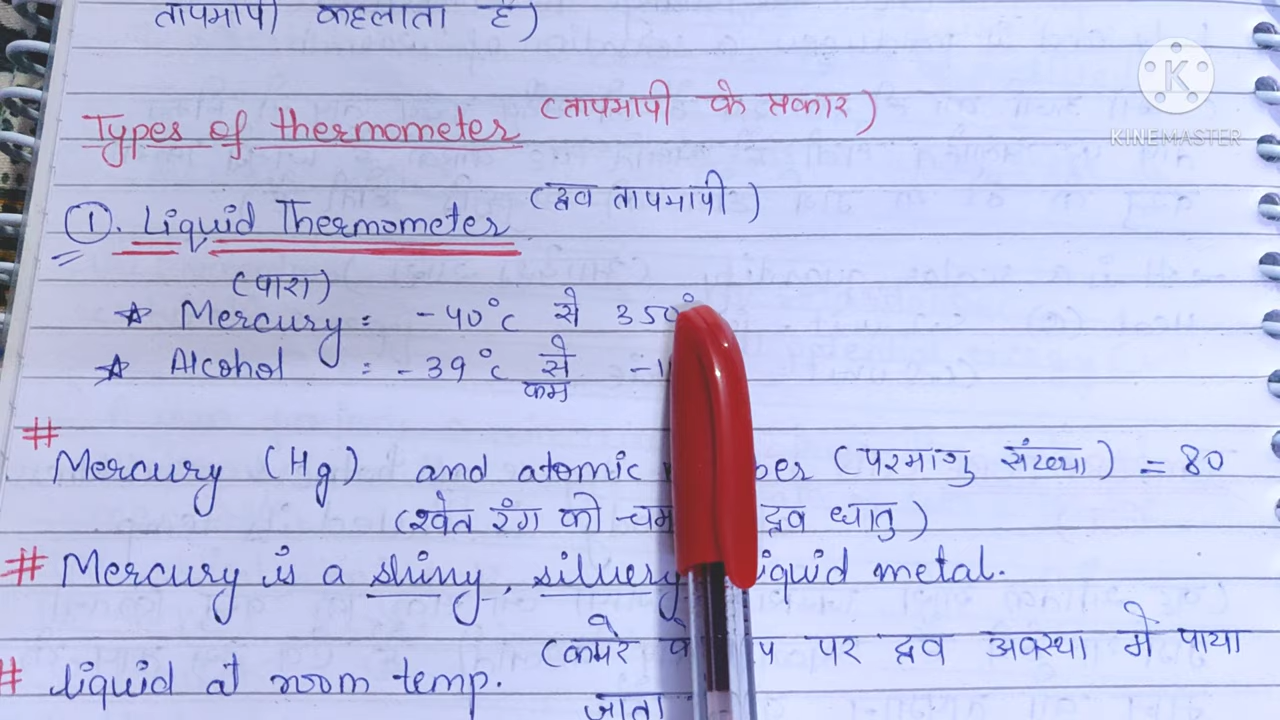 तापमापी कहलाता है)
Types of thermometer (तापमापी के प्रकार)
①. Liquid Thermometer (द्रव तापमापी)
(पारा)
☆ Mercury: -40°c से 350°
☆ Alcohol : -39°c से
कम
# Mercury (Hg) and atomic (परमाणु संख्या) = 80
(श्वेत रंग की द्रव धातु)
# Mercury is a shiny, silvery liquid metal.
(कमरे पर द्रव अवस्था में पाया
# liquid at room temp.
जाता
KINEMASTER